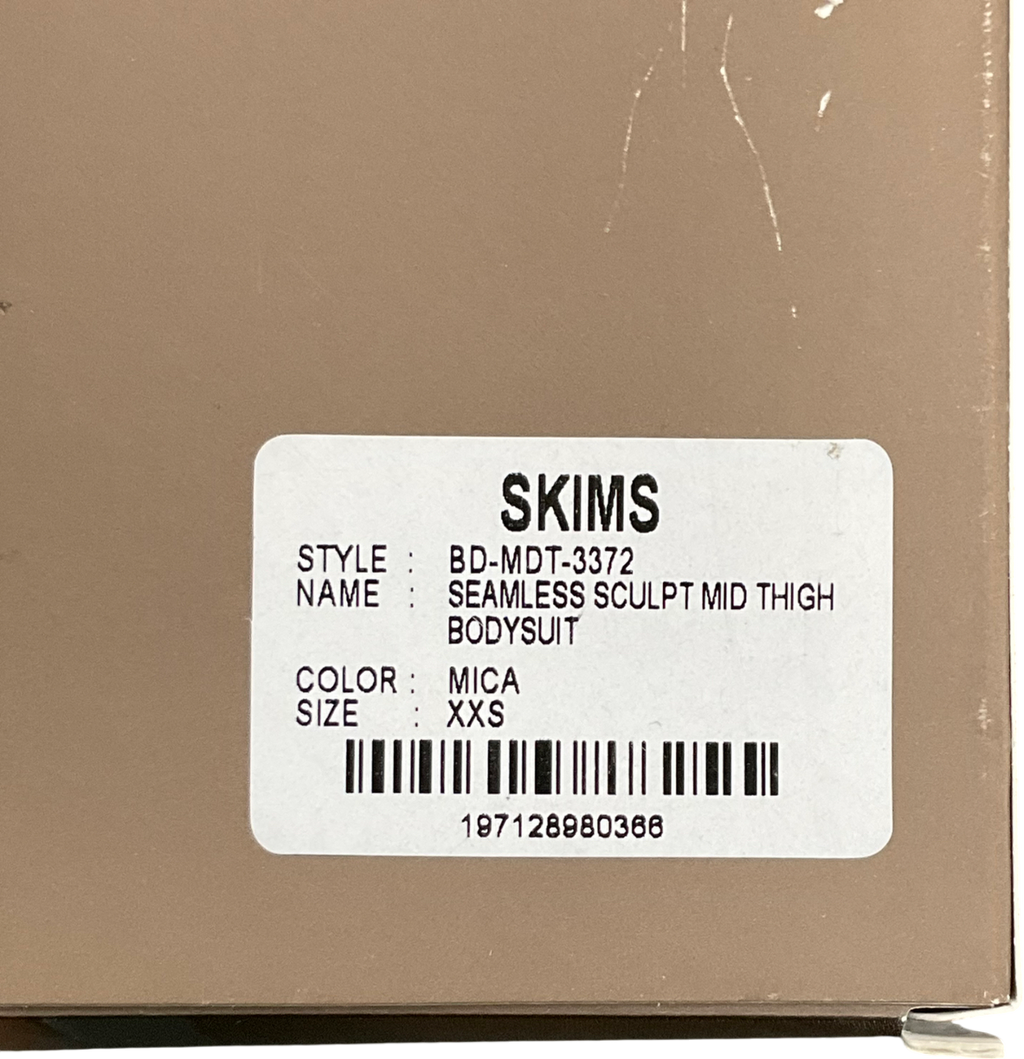 SKIMS
STYLE : BD-MDT-3372
NAME : SEAMLESS SCULPT MID THIGH
BODYSUIT
COLOR : MICA
SIZE : XXS
197128980366